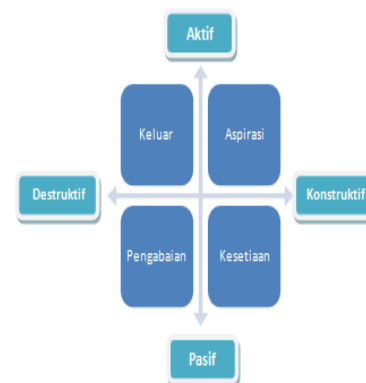 Aktif
Keluar
Aspirasi
Destruktif
Konstruktif
Pengabaian
Kesetiaan
Pasif